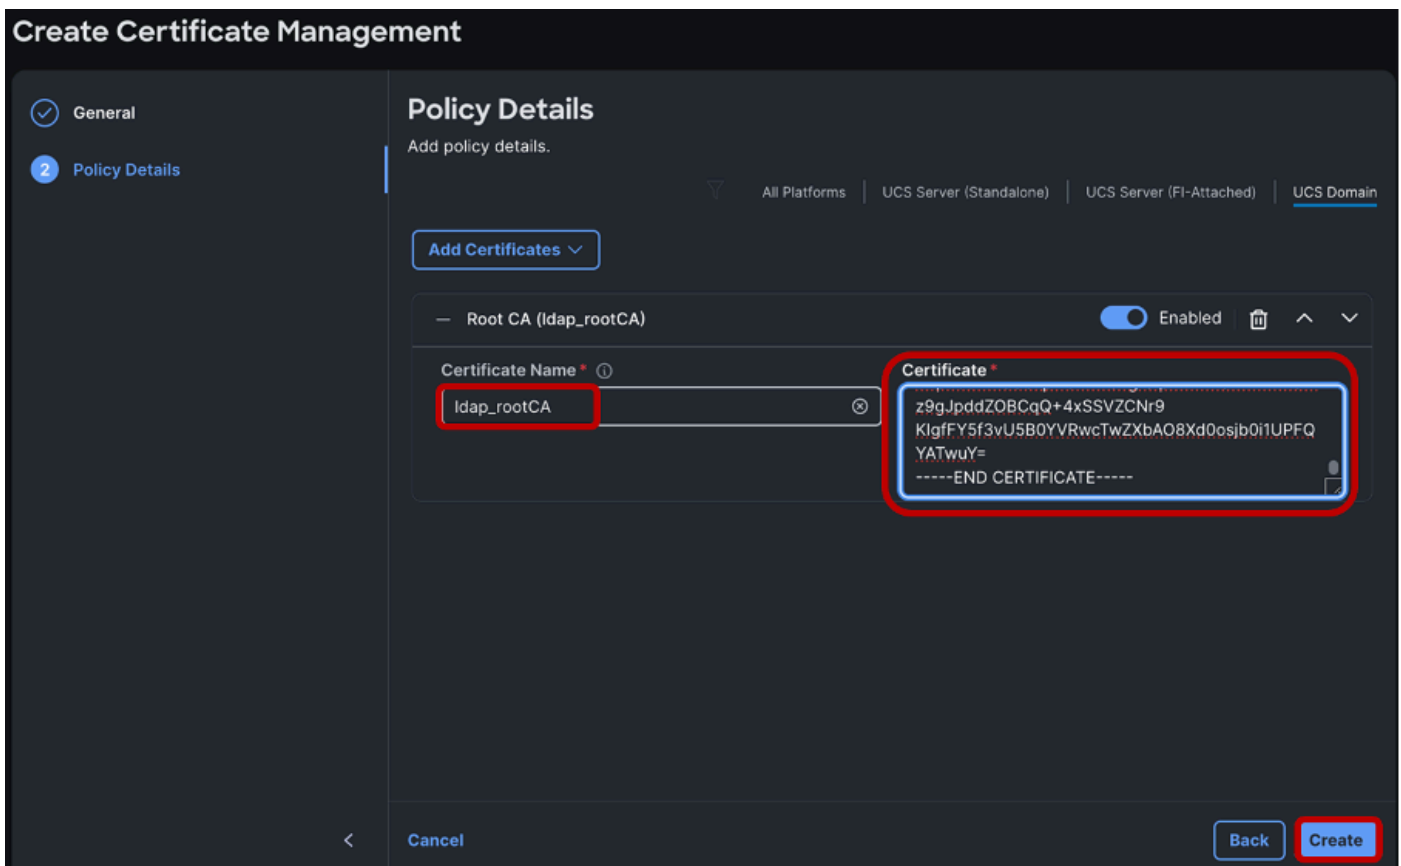 Create Certificate Management
General
2 Policy Details
Policy Details
Add policy details.
All Platforms | UCS Server (Standalone) | UCS Server (FI-Attached) | UCS Domain
Add Certificates
Root CA (ldap_rootCA)
Enabled
Certificate Name *
ldap_rootCA
Certificate *
z9gJpddZOBCqQ+4xSSVZCNr9
KIgfFY5f3vU5B0YVRwcTwZXbAO8Xd0osjb0i1UPFQ
YATwuY=
-----END CERTIFICATE-----
Cancel
Back
Create